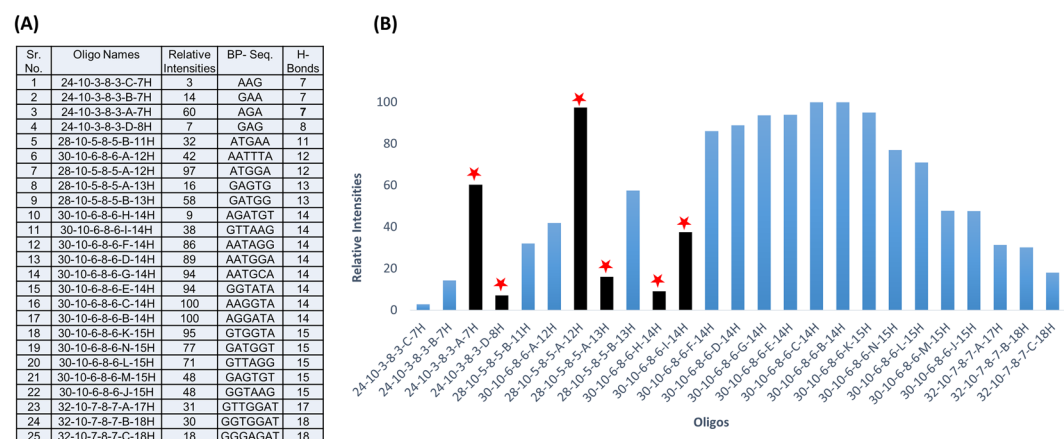 (A)
Sr. No. Oligo Names Relative Intensities BP- Seq. H-Bonds
1 24-10-3-8-3-C-7H 3 AAG 7
2 24-10-3-8-3-B-7H 14 GAA 7
3 24-10-3-8-3-A-7H 60 AGA 7
4 24-10-3-8-3-D-8H 7 GAG 8
5 28-10-5-8-5-B-11H 32 ATGAA 11
6 30-10-6-8-6-A-12H 42 AATTTA 12
7 28-10-5-8-5-A-12H 97 ATGGA 12
8 28-10-5-8-5-A-13H 16 GAGTG 13
9 28-10-5-8-5-B-13H 58 GATGG 13
10 30-10-6-8-6-H-14H 9 AGATGT 14
11 30-10-6-8-6-I-14H 38 GTTAAG 14
12 30-10-6-8-6-F-14H 86 AATAGG 14
13 30-10-6-8-6-D-14H 89 AATGGA 14
14 30-10-6-8-6-G-14H 94 AATGCA 14
15 30-10-6-8-6-E-14H 94 GGTATA 14
16 30-10-6-8-6-C-14H 100 AAGGTA 14
17 30-10-6-8-6-B-14H 100 AGGATA 14
18 30-10-6-8-6-K-15H 95 GTGGTA 15
19 30-10-6-8-6-N-15H 77 GATGGT 15
20 30-10-6-8-6-L-15H 71 GTTAGG 15
21 30-10-6-8-6-M-15H 48 GAGTGT 15
22 30-10-6-8-6-J-15H 48 GGTAAG 15
23 32-10-7-8-7-A-17H 31 GTTGGAT 17
24 32-10-7-8-7-B-18H 30 GGTGGAT 18
25 32-10-7-8-7-C-18H 18 GGGAGAT 18
(B)
Relative Intensities
100
80
60
40
20
0
24-10-3-8-3-C-7H
24-10-3-8-3-B-7H
24-10-3-8-3-A-7H
24-10-3-8-3-D-8H
28-10-5-8-5-B-11H
30-10-6-8-6-A-12H
28-10-5-8-5-A-12H
28-10-5-8-5-A-13H
28-10-5-8-5-B-13H
30-10-6-8-6-H-14H
30-10-6-8-6-I-14H
30-10-6-8-6-F-14H
30-10-6-8-6-D-14H
30-10-6-8-6-G-14H
30-10-6-8-6-E-14H
30-10-6-8-6-C-14H
30-10-6-8-6-B-14H
30-10-6-8-6-K-15H
30-10-6-8-6-N-15H
30-10-6-8-6-L-15H
30-10-6-8-6-M-15H
30-10-6-8-6-J-15H
32-10-7-8-7-A-17H
32-10-7-8-7-B-18H
32-10-7-8-7-C-18H
Oligos